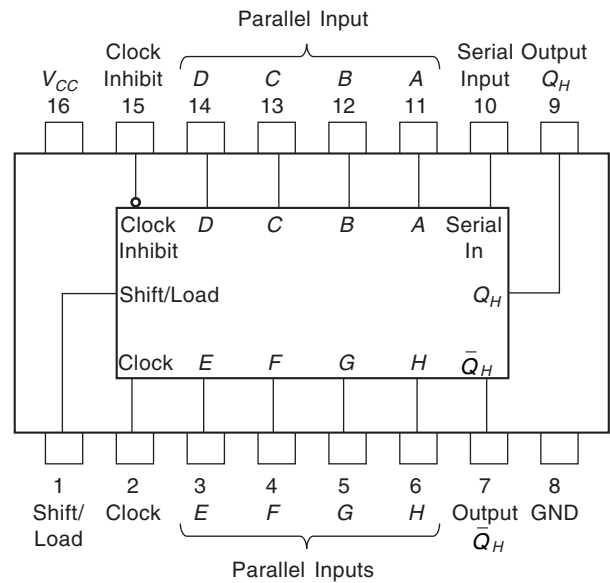 Parallel Input
Clock Serial Output
V_CC Inhibit D C B A Input Q_H
16 15 14 13 12 11 10 9
Clock D C B A Serial
Inhibit In
Shift/Load Q_H
Clock E F G H Q̄_H
1 2 3 4 5 6 7 8
Shift/ Clock E F G H Output GND
Load Q̄_H
Parallel Inputs